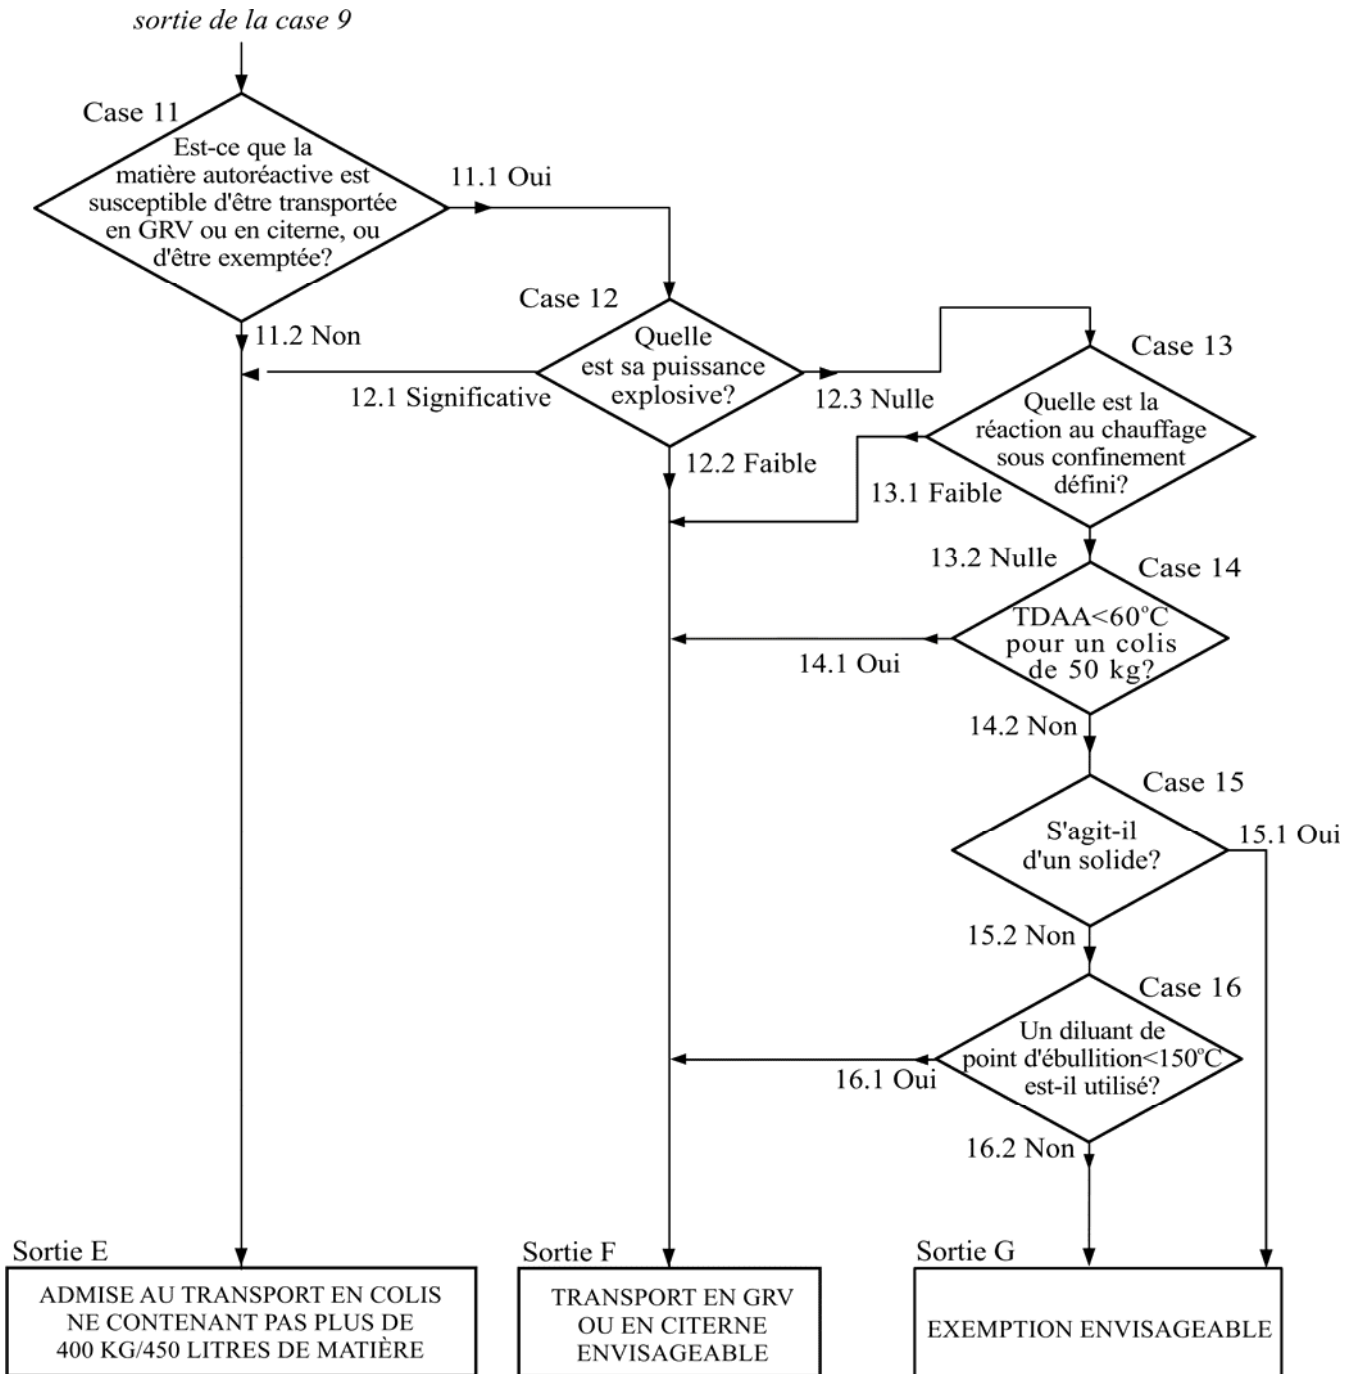 sortie de la case 9
Case 11
Est-ce que la
matière autoréactive est
susceptible d'être transportée
en GRV ou en citerne, ou
d'être exemptée?
11.1 Oui
11.2 Non
Case 12
Quelle
est sa puissance
explosive?
12.1 Significative
12.3 Nulle
12.2 Faible
Case 13
Quelle est la
réaction au chauffage
sous confinement
défini?
13.1 Faible
13.2 Nulle
Case 14
TDAA<60°C
pour un colis
de 50 kg?
14.1 Oui
14.2 Non
Case 15
S'agit-il
d'un solide?
15.1 Oui
15.2 Non
Case 16
Un diluant de
point d'ébullition<150°C
est-il utilisé?
16.1 Oui
16.2 Non
Sortie E
ADMISE AU TRANSPORT EN COLIS
NE CONTENANT PAS PLUS DE
400 KG/450 LITRES DE MATIÈRE
Sortie F
TRANSPORT EN GRV
OU EN CITERNE
ENVISAGEABLE
Sortie G
EXEMPTION ENVISAGEABLE